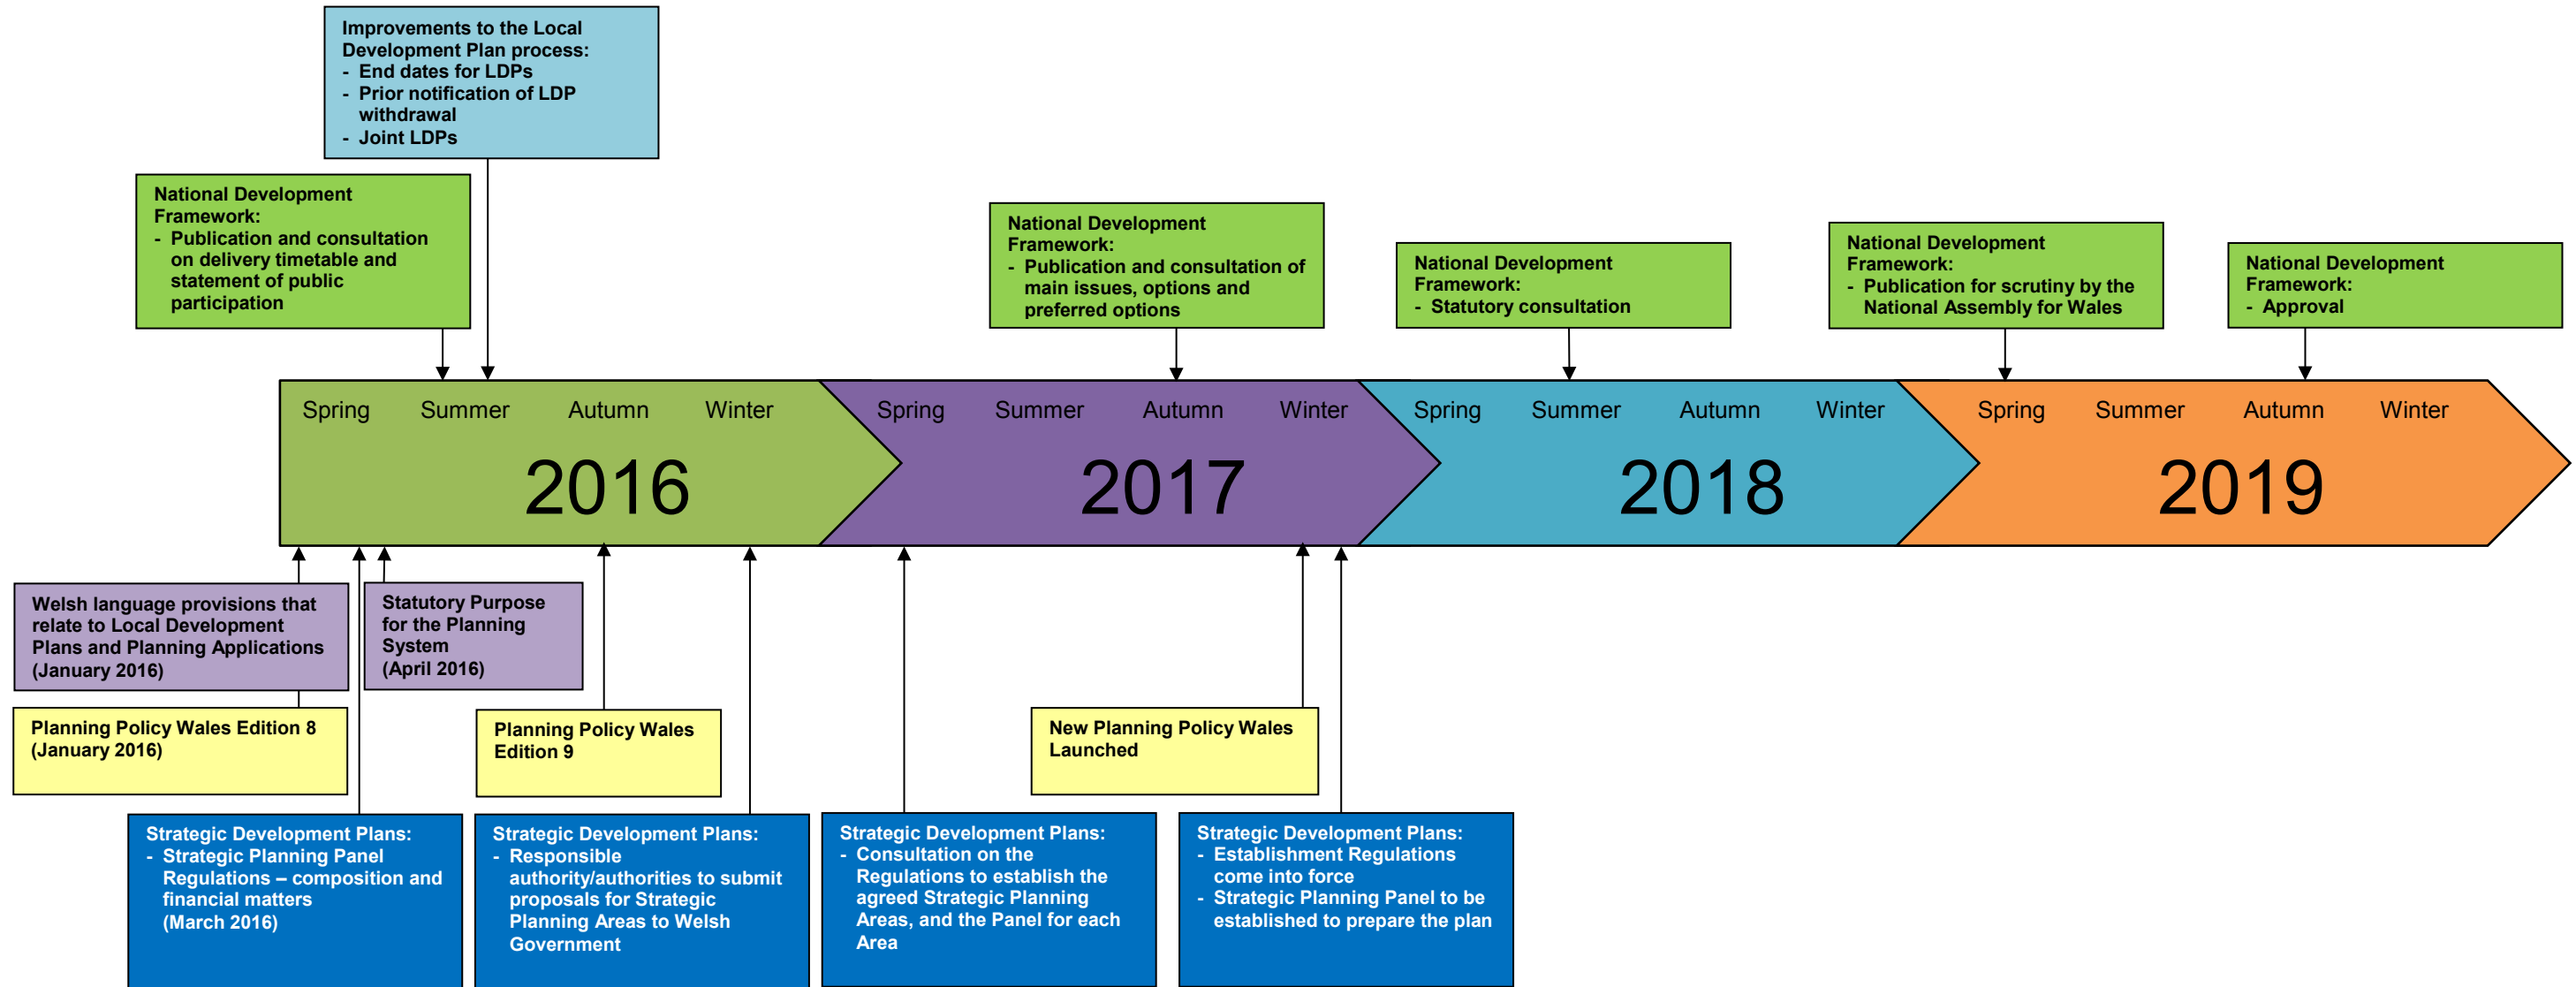 Improvements to the Local
Development Plan process:
- End dates for LDPs
- Prior notification of LDP
withdrawal
- Joint LDPs
National Development
Framework:
- Publication and consultation
on delivery timetable and
statement of public
participation
National Development
Framework:
- Publication and consultation of
main issues, options and
preferred options
National Development
Framework:
- Statutory consultation
National Development
Framework:
- Publication for scrutiny by the
National Assembly for Wales
National Development
Framework:
- Approval
Spring Summer Autumn Winter
2016
Spring Summer Autumn Winter
2017
Spring Summer Autumn Winter
2018
Spring Summer Autumn Winter
2019
Welsh language provisions that
relate to Local Development
Plans and Planning Applications
(January 2016)
Statutory Purpose
for the Planning
System
(April 2016)
Planning Policy Wales Edition 8
(January 2016)
Planning Policy Wales
Edition 9
New Planning Policy Wales
Launched
Strategic Development Plans:
- Strategic Planning Panel
Regulations – composition and
financial matters
(March 2016)
Strategic Development Plans:
- Responsible
authority/authorities to submit
proposals for Strategic
Planning Areas to Welsh
Government
Strategic Development Plans:
- Consultation on the
Regulations to establish the
agreed Strategic Planning
Areas, and the Panel for each
Area
Strategic Development Plans:
- Establishment Regulations
come into force
- Strategic Planning Panel to be
established to prepare the plan